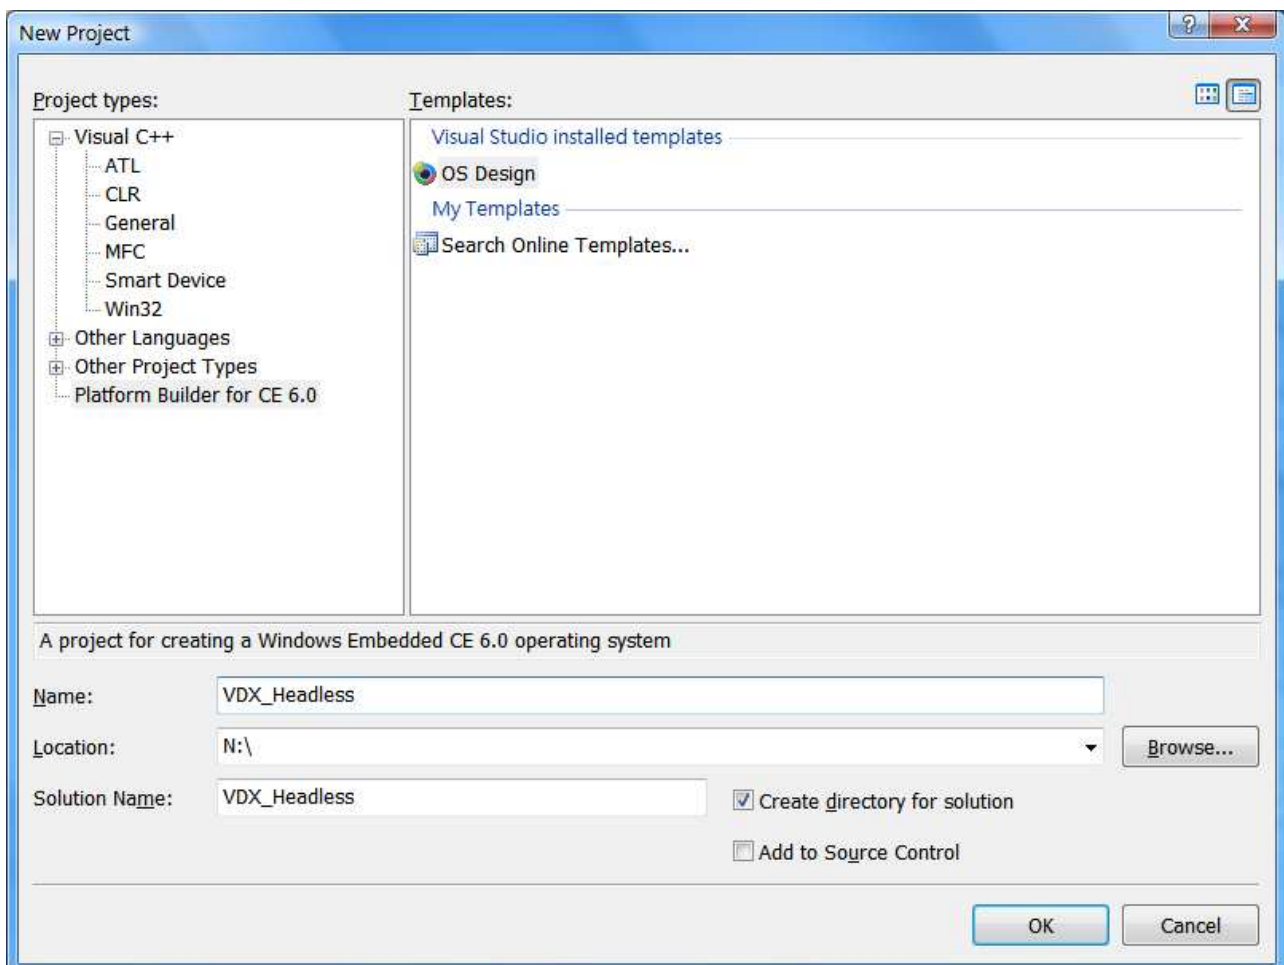 New Project
Project types:
Templates:
Visual C++
ATL
CLR
General
MFC
Smart Device
Win32
Other Languages
Other Project Types
Platform Builder for CE 6.0
Visual Studio installed templates
OS Design
My Templates
Search Online Templates...
A project for creating a Windows Embedded CE 6.0 operating system
Name:
VDX_Headless
Location:
N:\
Browse...
Solution Name:
VDX_Headless
Create directory for solution
Add to Source Control
OK
Cancel